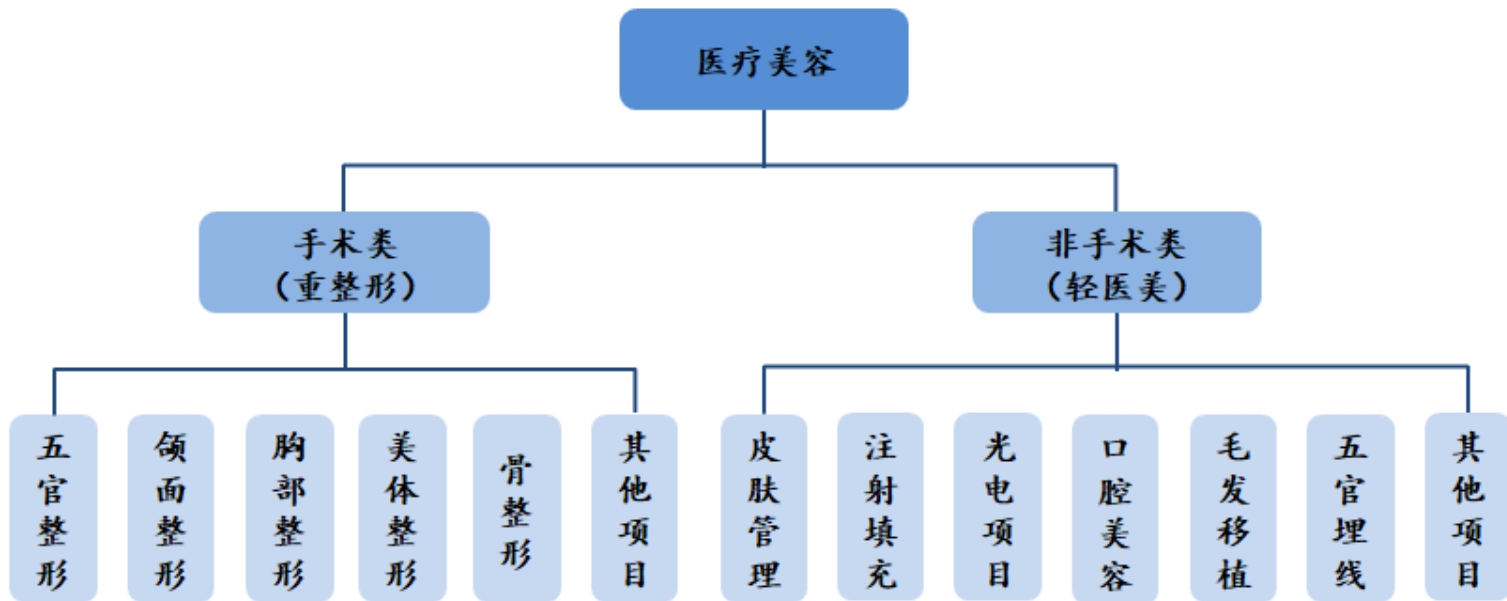 医疗美容
手术类
（重整形）
非手术类
（轻医美）
五官整形
颌面整形
胸部整形
美体整形
骨整形
其他项目
皮肤管理
注射填充
光电项目
口腔美容
毛发移植
五官埋线
其他项目